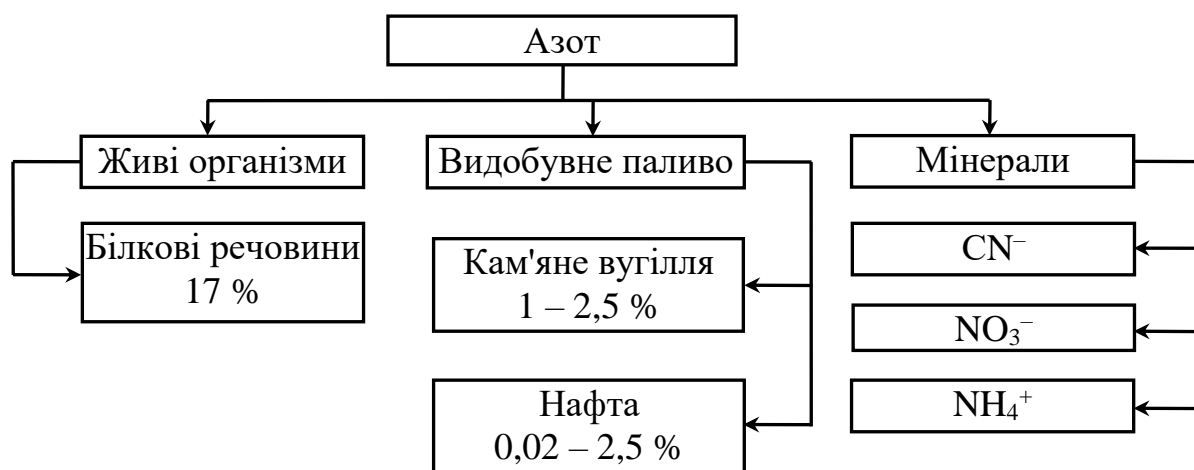 Азот
Живі організми
Білкові речовини
17 %
Видобувне паливо
Кам'яне вугілля
1 – 2,5 %
Нафта
0,02 – 2,5 %
Мінерали
CN⁻
NO₃⁻
NH₄⁺